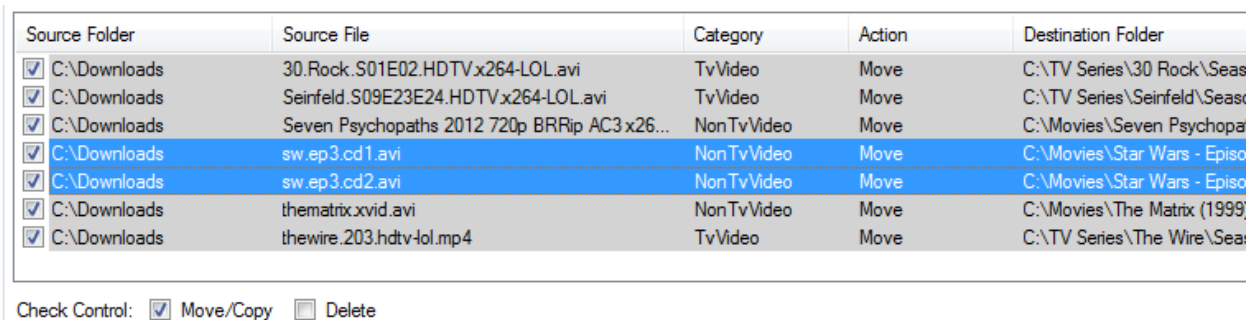 Source Folder Source File Category Action Destination Folder
C:\Downloads 30.Rock.S01E02.HDTV.x264-LOL.avi TvVideo Move C:\TV Series\30 Rock\Seas
C:\Downloads Seinfeld.S09E23E24.HDTV.x264-LOL.avi TvVideo Move C:\TV Series\Seinfeld\Seaso
C:\Downloads Seven Psychopaths 2012 720p BRRip AC3 x26... NonTvVideo Move C:\Movies\Seven Psychopat
C:\Downloads sw.ep3.cd1.avi NonTvVideo Move C:\Movies\Star Wars - Episo
C:\Downloads sw.ep3.cd2.avi NonTvVideo Move C:\Movies\Star Wars - Episo
C:\Downloads thematrix.xvid.avi NonTvVideo Move C:\Movies\The Matrix (1999)
C:\Downloads thewire.203.hdtv-lol.mp4 TvVideo Move C:\TV Series\The Wire\Seas
Check Control: Move/Copy Delete